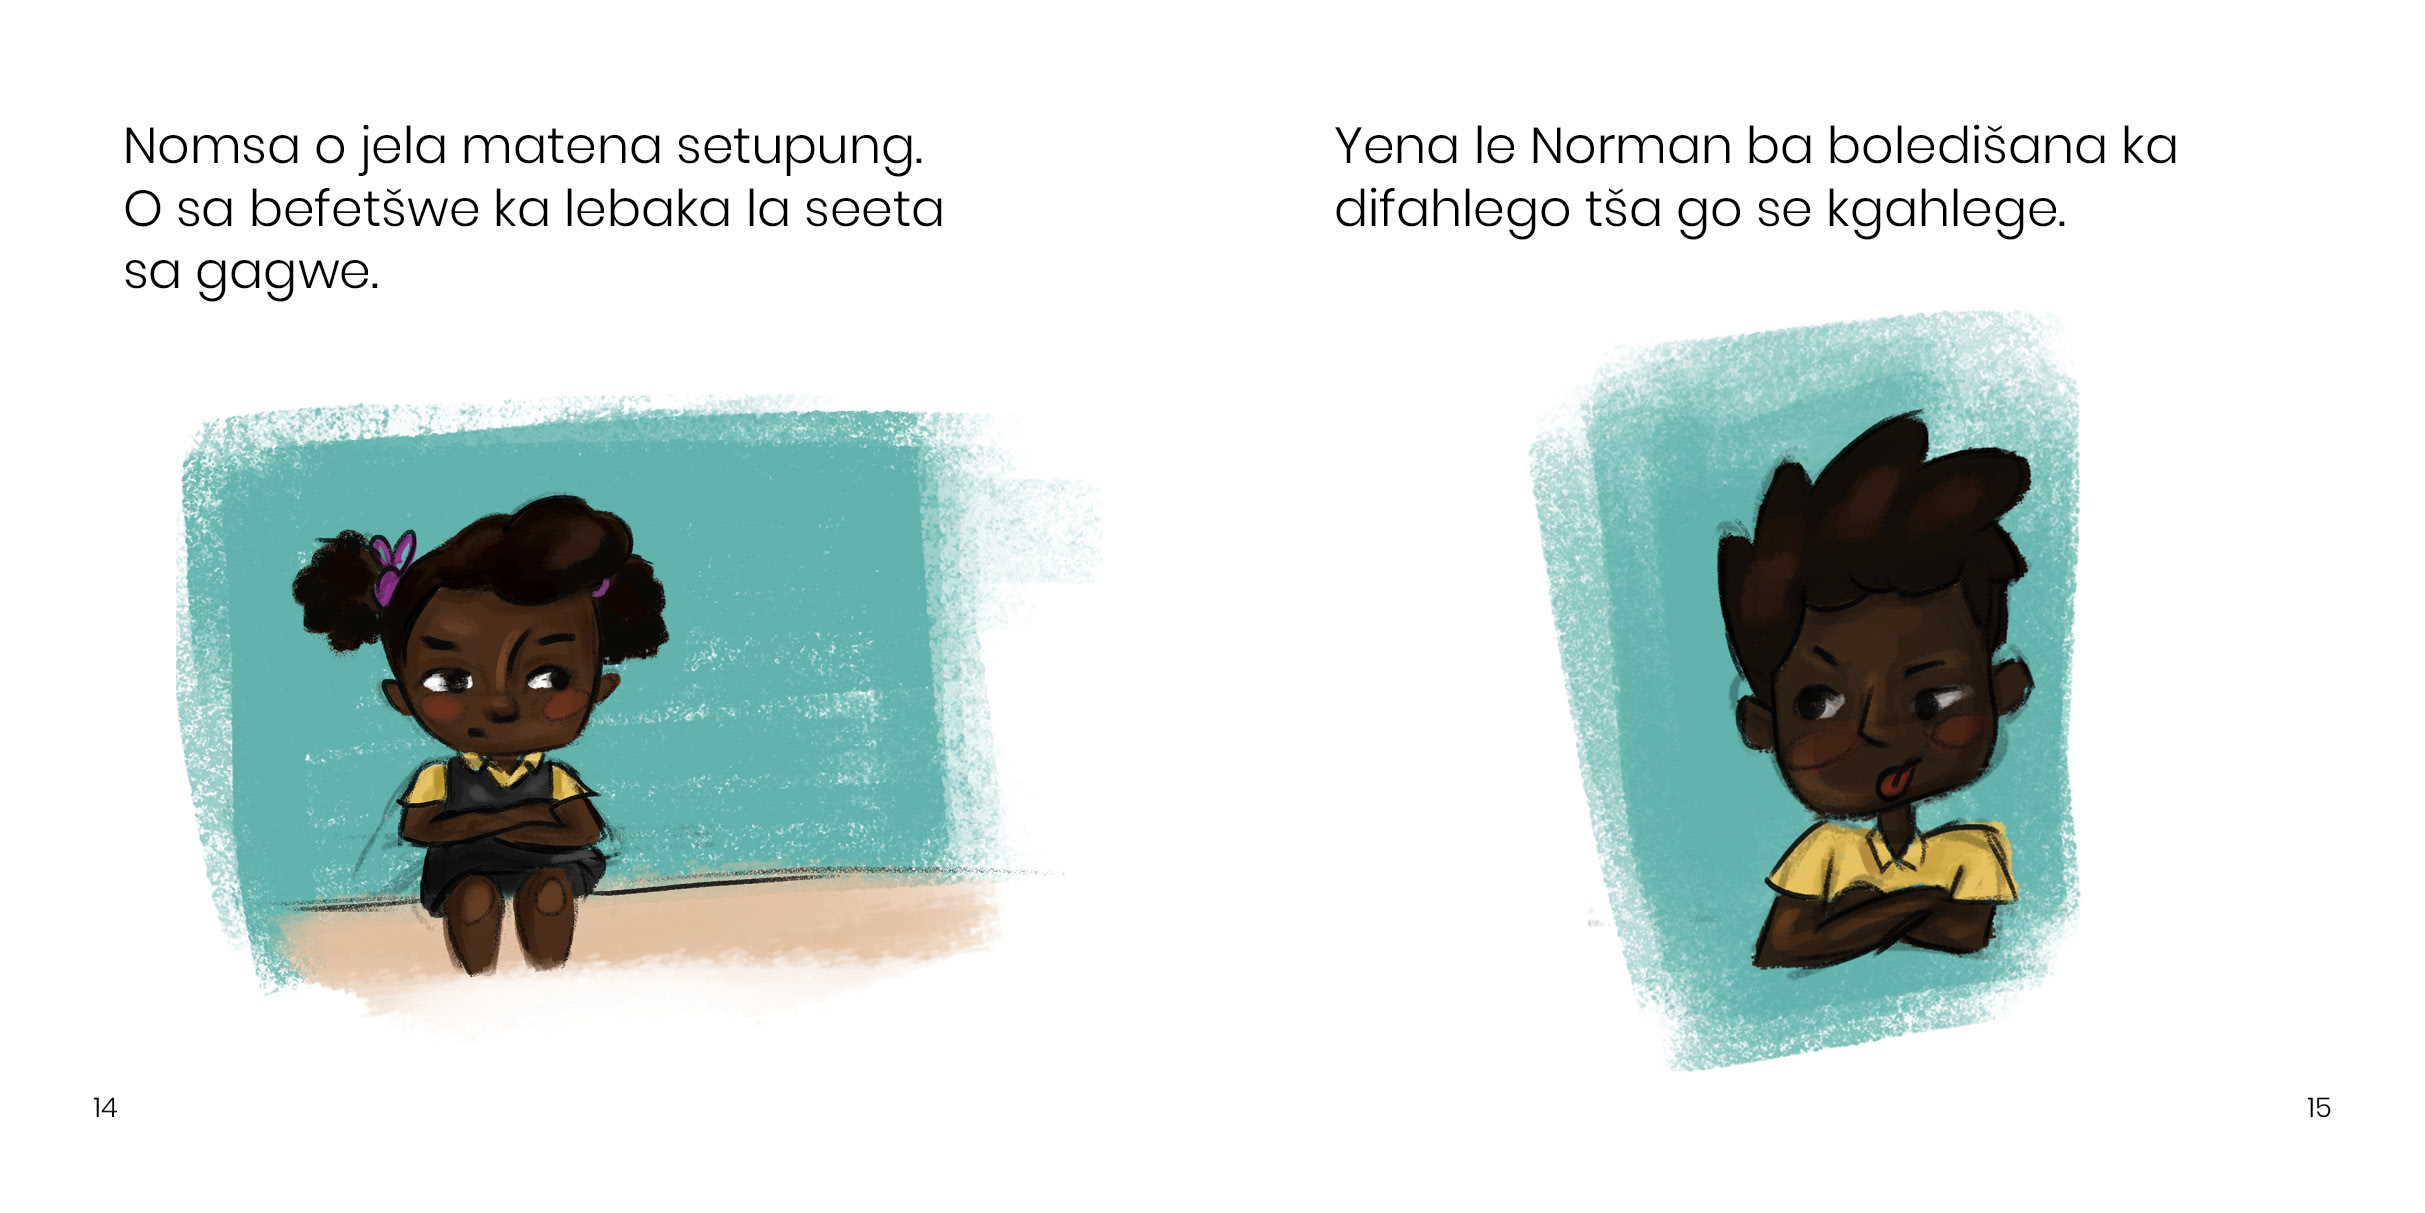 Nomsa o jela matena setupung.
O sa befetšwe ka lebaka la seeta
sa gagwe.
Yena le Norman ba boledišana ka
difahlego tša go se kgahlege.
14
15